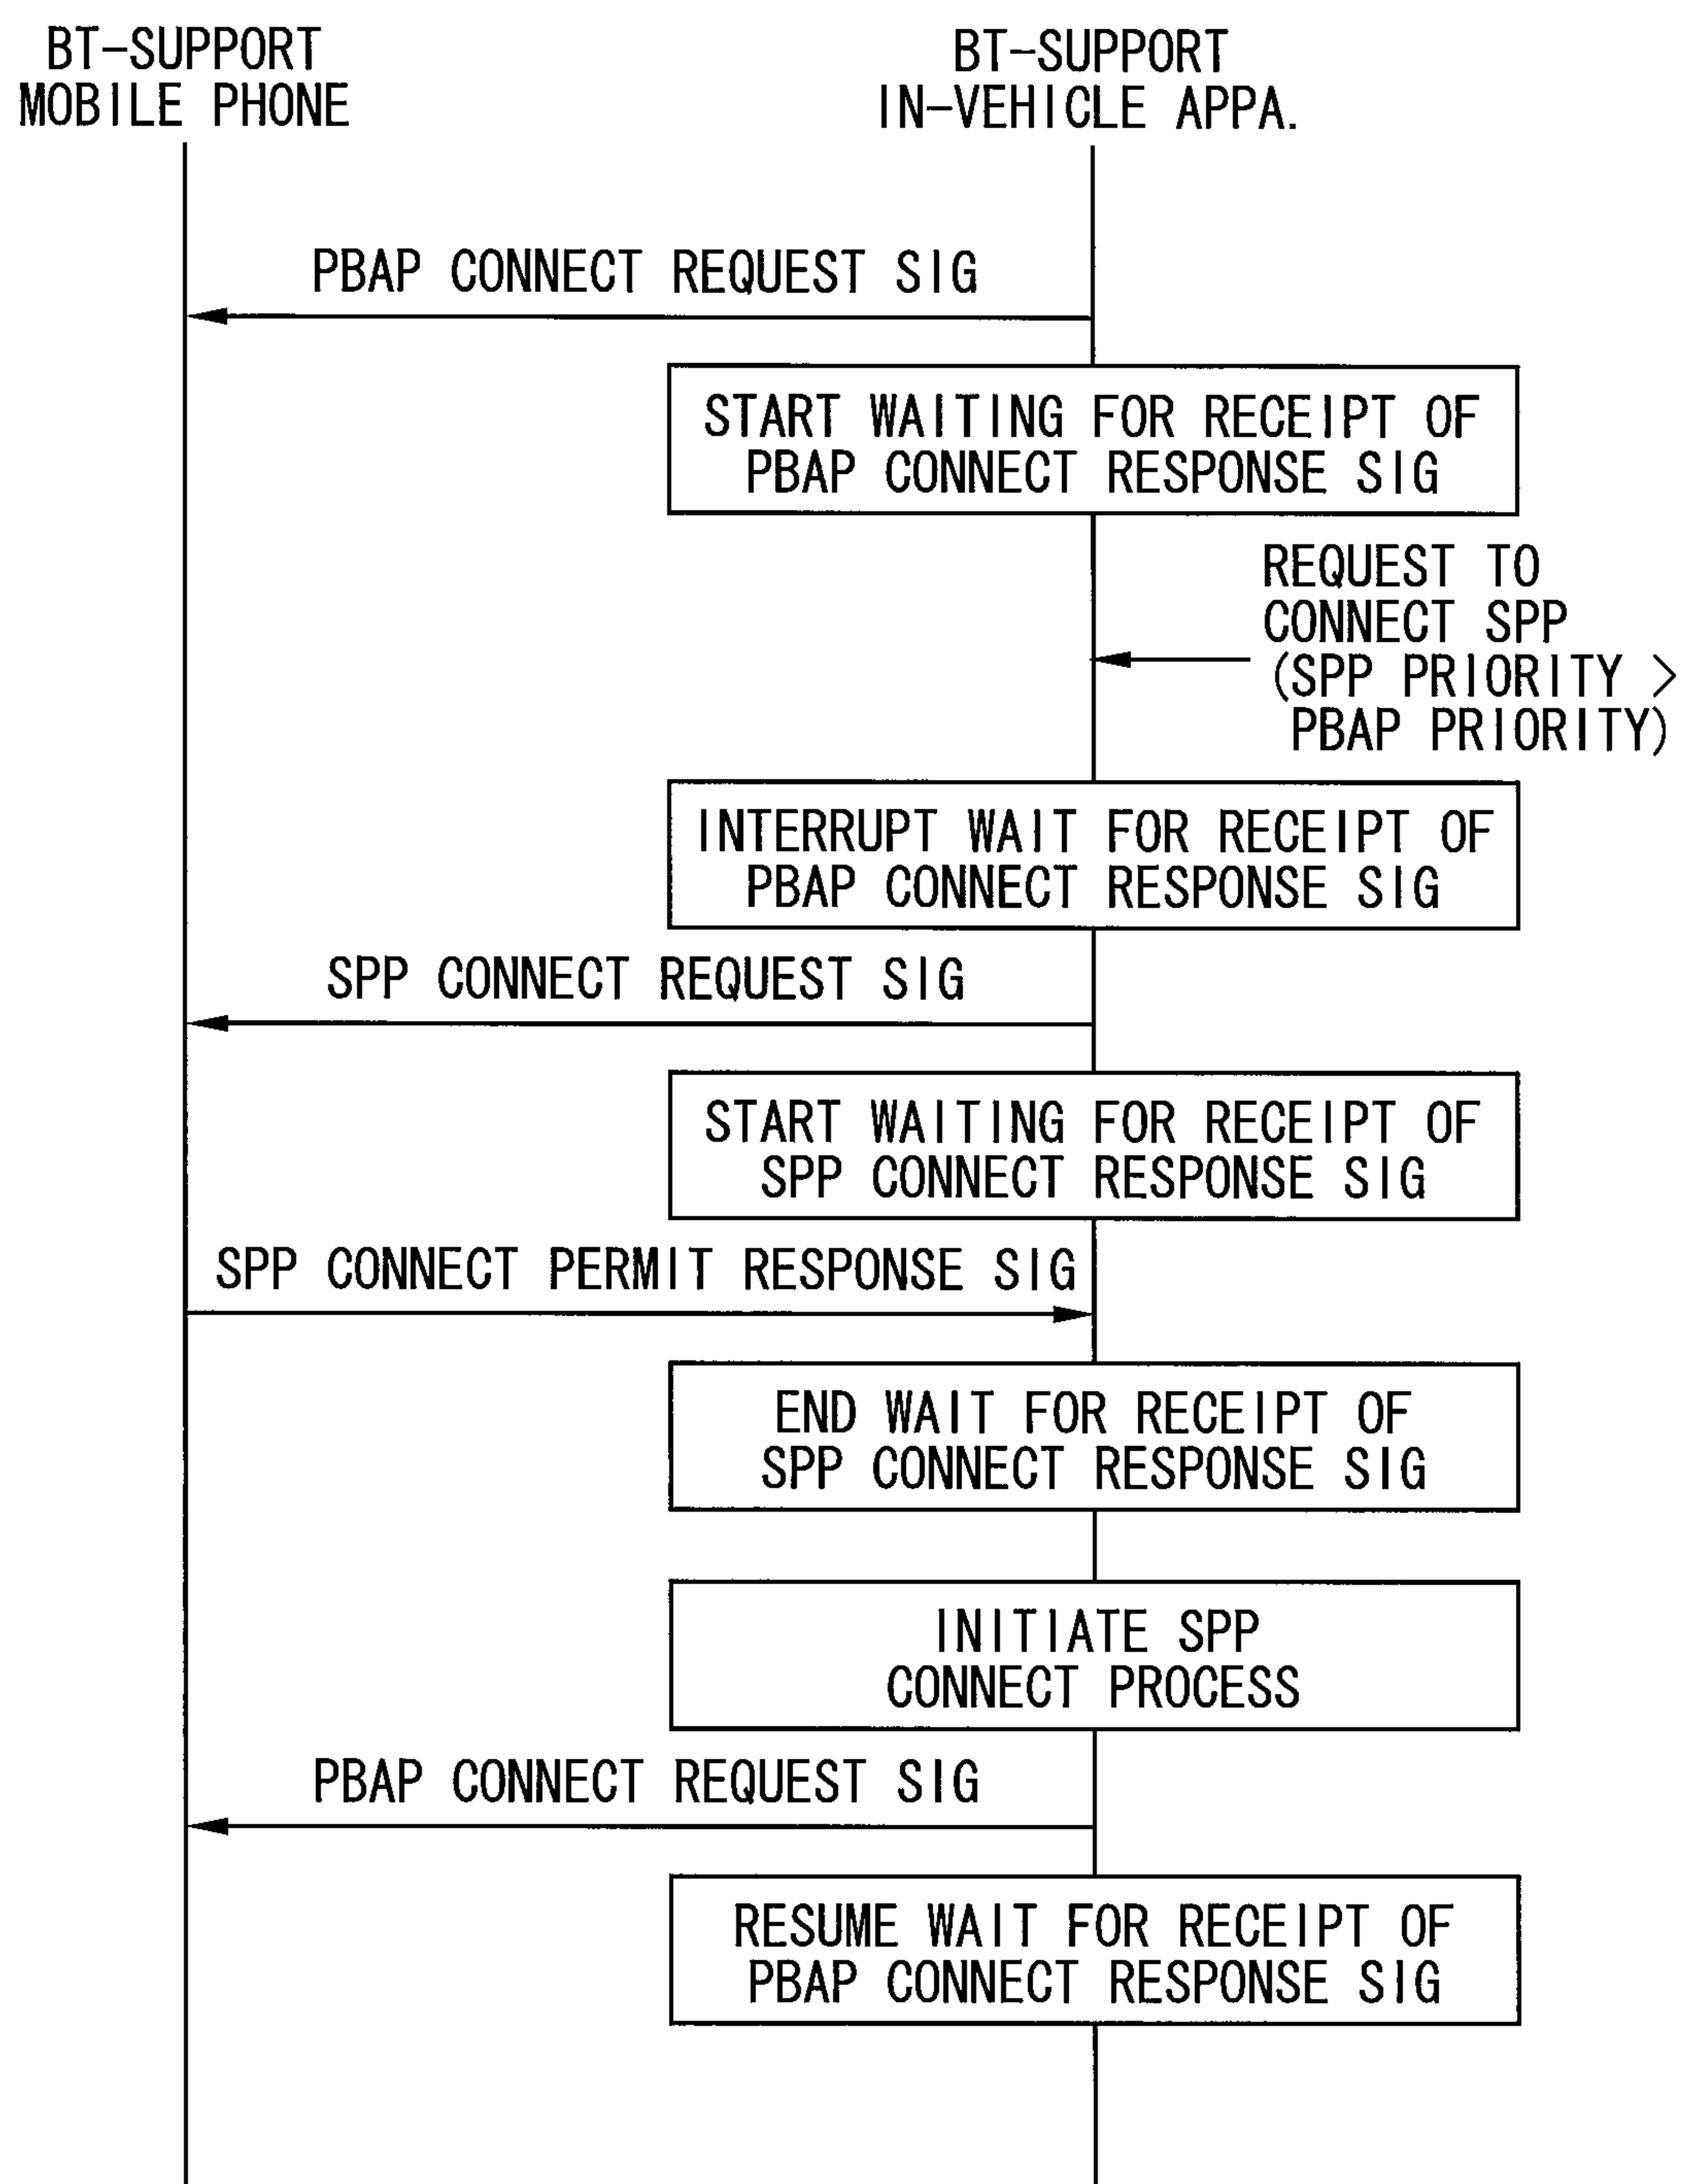 BT-SUPPORT
MOBILE PHONE
BT-SUPPORT
IN-VEHICLE APPA.
PBAP CONNECT REQUEST SIG
START WAITING FOR RECEIPT OF
PBAP CONNECT RESPONSE SIG
REQUEST TO
CONNECT SPP
(SPP PRIORITY >
PBAP PRIORITY)
INTERRUPT WAIT FOR RECEIPT OF
PBAP CONNECT RESPONSE SIG
SPP CONNECT REQUEST SIG
START WAITING FOR RECEIPT OF
SPP CONNECT RESPONSE SIG
SPP CONNECT PERMIT RESPONSE SIG
END WAIT FOR RECEIPT OF
SPP CONNECT RESPONSE SIG
INITIATE SPP
CONNECT PROCESS
PBAP CONNECT REQUEST SIG
RESUME WAIT FOR RECEIPT OF
PBAP CONNECT RESPONSE SIG